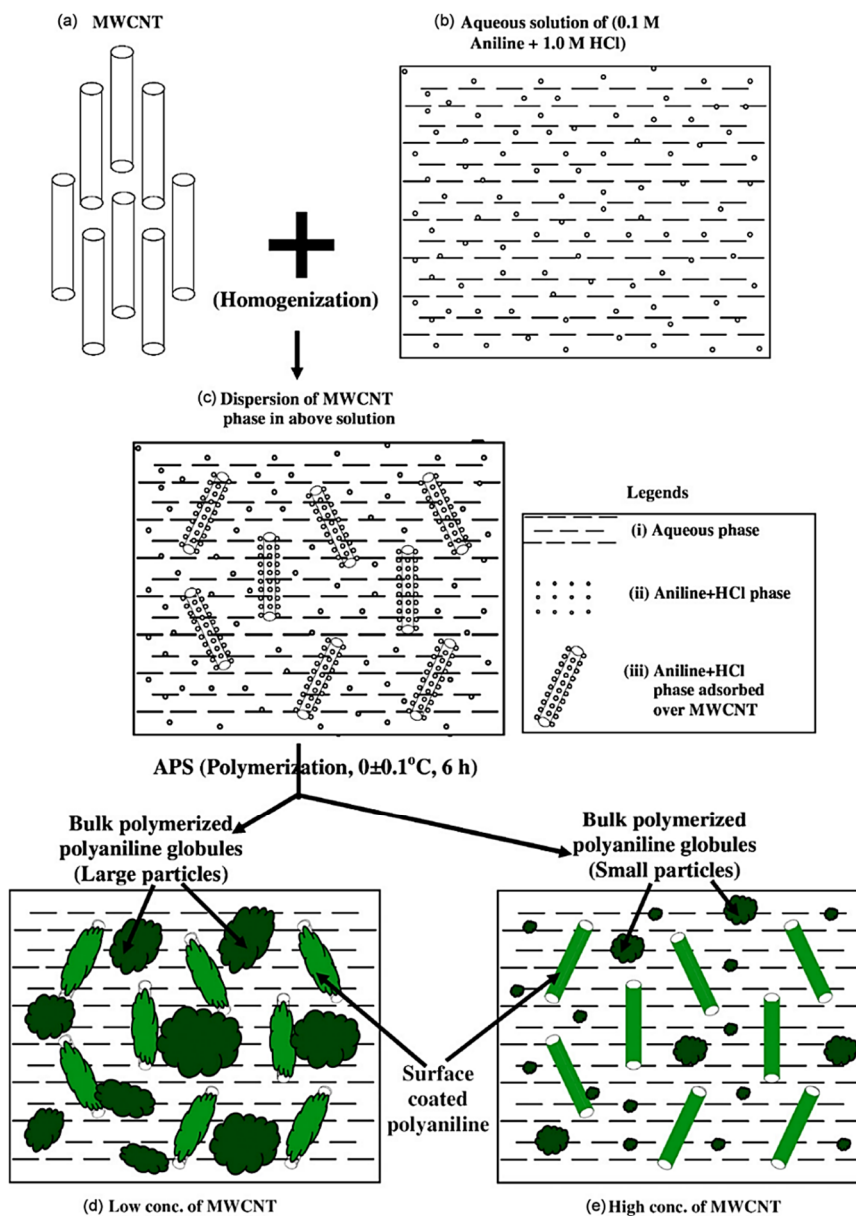 (a) MWCNT
(b) Aqueous solution of (0.1 M
Aniline + 1.0 M HCl)
(Homogenization)
(c) Dispersion of MWCNT
phase in above solution
Legends
(i) Aqueous phase
(ii) Aniline+HCl phase
(iii) Aniline+HCl
phase adsorbed
over MWCNT
APS (Polymerization, 0±0.1°C, 6 h)
Bulk polymerized
polyaniline globules
(Large particles)
Bulk polymerized
polyaniline globules
(Small particles)
Surface
coated
polyaniline
(d) Low conc. of MWCNT
(e) High conc. of MWCNT